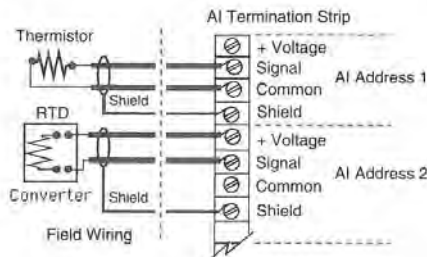 AI Termination Strip
Thermistor
+ Voltage
Signal
AI Address 1
Common
Shield
Shield
RTD
+ Voltage
Signal
AI Address 2
Common
Converter
Shield
Shield
Field Wiring